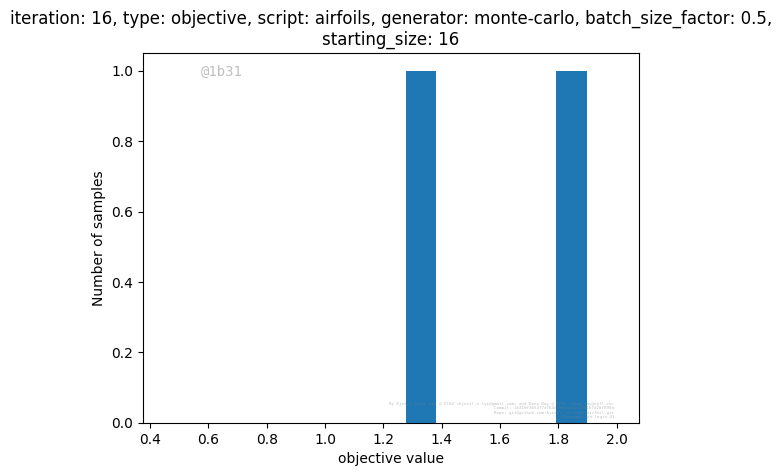 iteration: 16, type: objective, script: airfoils, generator: monte-carlo, batch_size_factor: 0.5,
starting_size: 16
@1b31
1.0
0.8
0.6
0.4
0.2
0.0
Number of samples
0.4 0.6 0.8 1.0 1.2 1.4 1.6 1.8 2.0
objective value